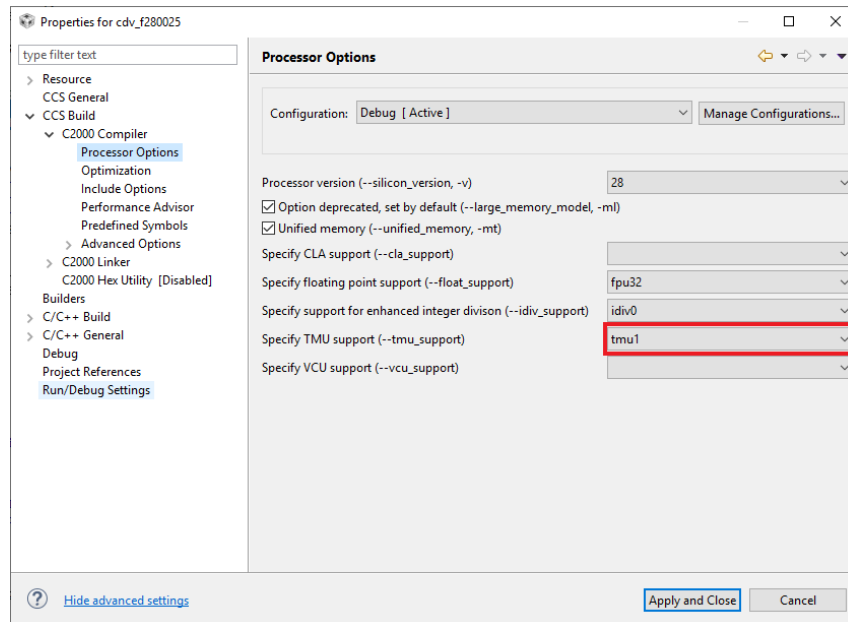 Properties for cdv_f280025
type filter text
Resource
CCS General
CCS Build
C2000 Compiler
Processor Options
Optimization
Include Options
Performance Advisor
Predefined Symbols
Advanced Options
C2000 Linker
C2000 Hex Utility [Disabled]
Builders
C/C++ Build
C/C++ General
Debug
Project References
Run/Debug Settings
Processor Options
Configuration: Debug [ Active ] Manage Configurations...
Processor version (--silicon_version, -v) 28
Option deprecated, set by default (--large_memory_model, -ml)
Unified memory (--unified_memory, -mt)
Specify CLA support (--cla_support)
Specify floating point support (--float_support) fpu32
Specify support for enhanced integer divison (--idiv_support) idiv0
Specify TMU support (--tmu_support) tmu1
Specify VCU support (--vcu_support)
? Hide advanced settings Apply and Close Cancel